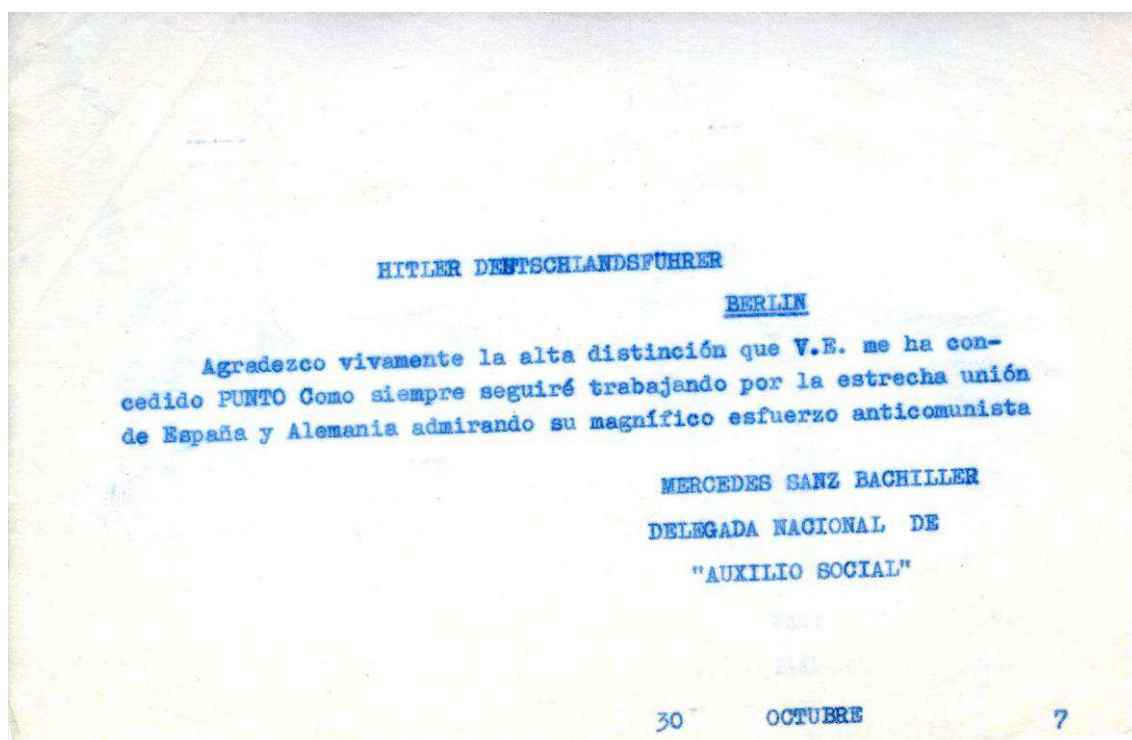 HITLER DEUTSCHLANDSFÜHRER
BERLIN
Agradezco vivamente la alta distinción que V.E. me ha con-
cedido PUNTO Como siempre seguiré trabajando por la estrecha unión
de España y Alemania admirando su magnífico esfuerzo anticomunista
MERCEDES SANZ BACHILLER
DELEGADA NACIONAL DE
"AUXILIO SOCIAL"
30 OCTUBRE 7